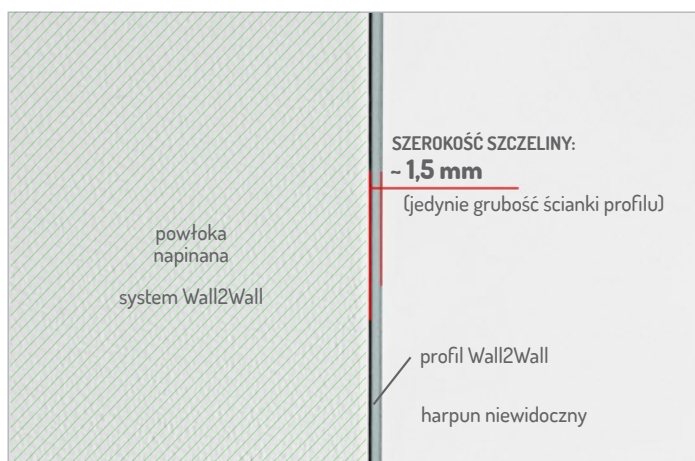 SZEROKOŚĆ SZCZELINY:
~ 1,5 mm
(jedynie grubość ścianki profilu)
powłoka
napinana
system Wall2Wall
profil Wall2Wall
harpun niewidoczny